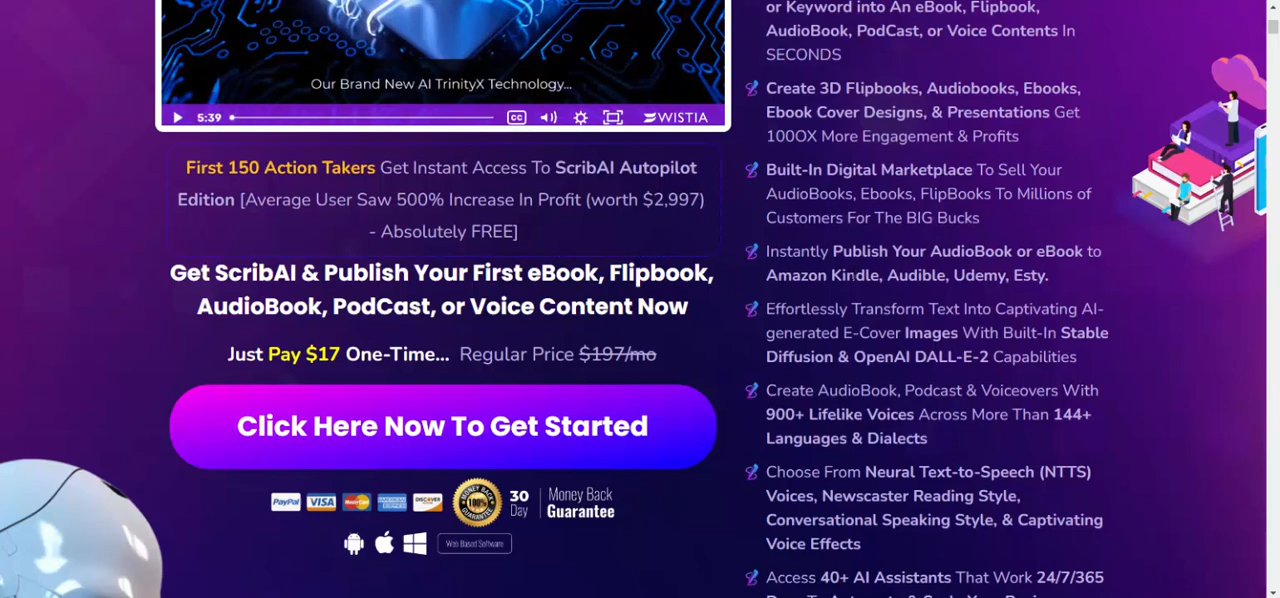 Our Brand New AI TrinityX Technology...
5:39
CC
WISTIA
First 150 Action Takers Get Instant Access To ScribAI Autopilot
Edition [Average User Saw 500% Increase In Profit (worth $2,997)
- Absolutely FREE]
Get ScribAI & Publish Your First eBook, Flipbook,
AudioBook, PodCast, or Voice Content Now
Just Pay $17 One-Time... Regular Price $197/mo
Click Here Now To Get Started
PayPal VISA MasterCard AMERICAN EXPRESS DISCOVER
MONEY BACK 100% GUARANTEE
30 Day
Money Back
Guarantee
Web Based Software
or Keyword into An eBook, Flipbook,
AudioBook, PodCast, or Voice Contents In
SECONDS
Create 3D Flipbooks, Audiobooks, Ebooks,
Ebook Cover Designs, & Presentations Get
100OX More Engagement & Profits
Built-In Digital Marketplace To Sell Your
AudioBooks, Ebooks, FlipBooks To Millions of
Customers For The BIG Bucks
Instantly Publish Your AudioBook or eBook to
Amazon Kindle, Audible, Udemy, Esty.
Effortlessly Transform Text Into Captivating AI-
generated E-Cover Images With Built-In Stable
Diffusion & OpenAI DALL-E-2 Capabilities
Create AudioBook, Podcast & Voiceovers With
900+ Lifelike Voices Across More Than 144+
Languages & Dialects
Choose From Neural Text-to-Speech (NTTS)
Voices, Newscaster Reading Style,
Conversational Speaking Style, & Captivating
Voice Effects
Access 40+ AI Assistants That Work 24/7/365